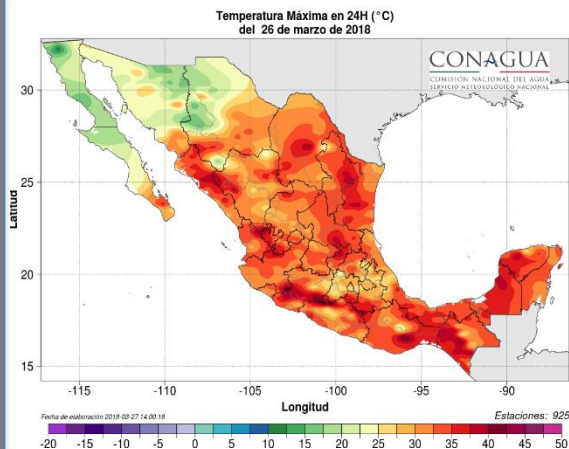 Temperatura Máxima en 24H (°C)
del 26 de marzo de 2018
CONAGUA
COMISIÓN NACIONAL DEL AGUA
SERVICIO METEOROLÓGICO NACIONAL
Latitud
30
25
20
15
-115 -110 -105 -100 -95 -90
Longitud
Fecha de elaboración 2018-03-27 14:00:18
Estaciones: 925
-20 -15 -10 -5 0 5 10 15 20 25 30 35 40 45 50